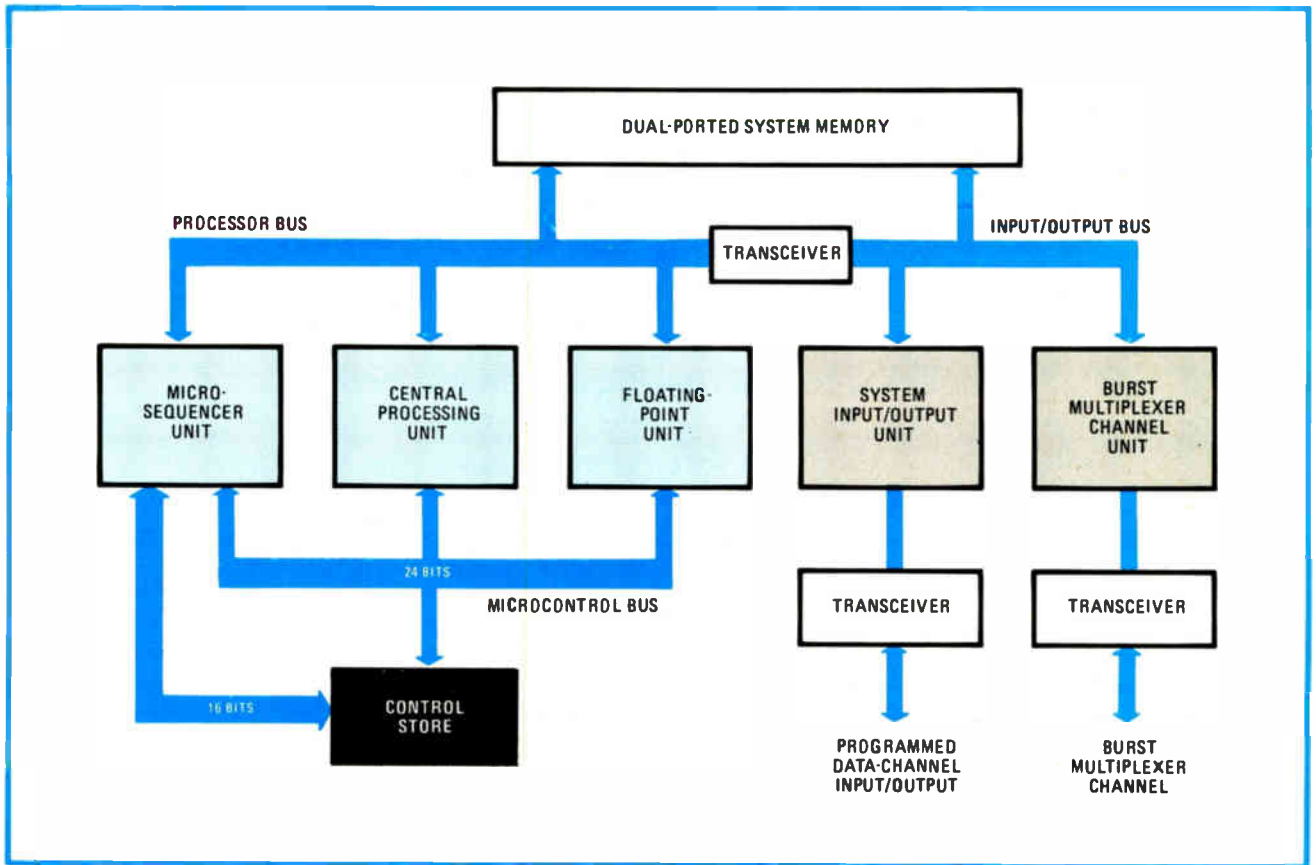 DUAL-PORTED SYSTEM MEMORY
PROCESSOR BUS
INPUT/OUTPUT BUS
TRANSCEIVER
MICRO-
SEQUENCER
UNIT
CENTRAL
PROCESSING
UNIT
FLOATING-
POINT
UNIT
SYSTEM
INPUT/OUTPUT
UNIT
BURST
MULTIPLEXER
CHANNEL
UNIT
24 BITS
MICROCONTROL BUS
TRANSCEIVER
TRANSCEIVER
16 BITS
CONTROL
STORE
PROGRAMMED
DATA-CHANNEL
INPUT/OUTPUT
BURST
MULTIPLEXER
CHANNEL